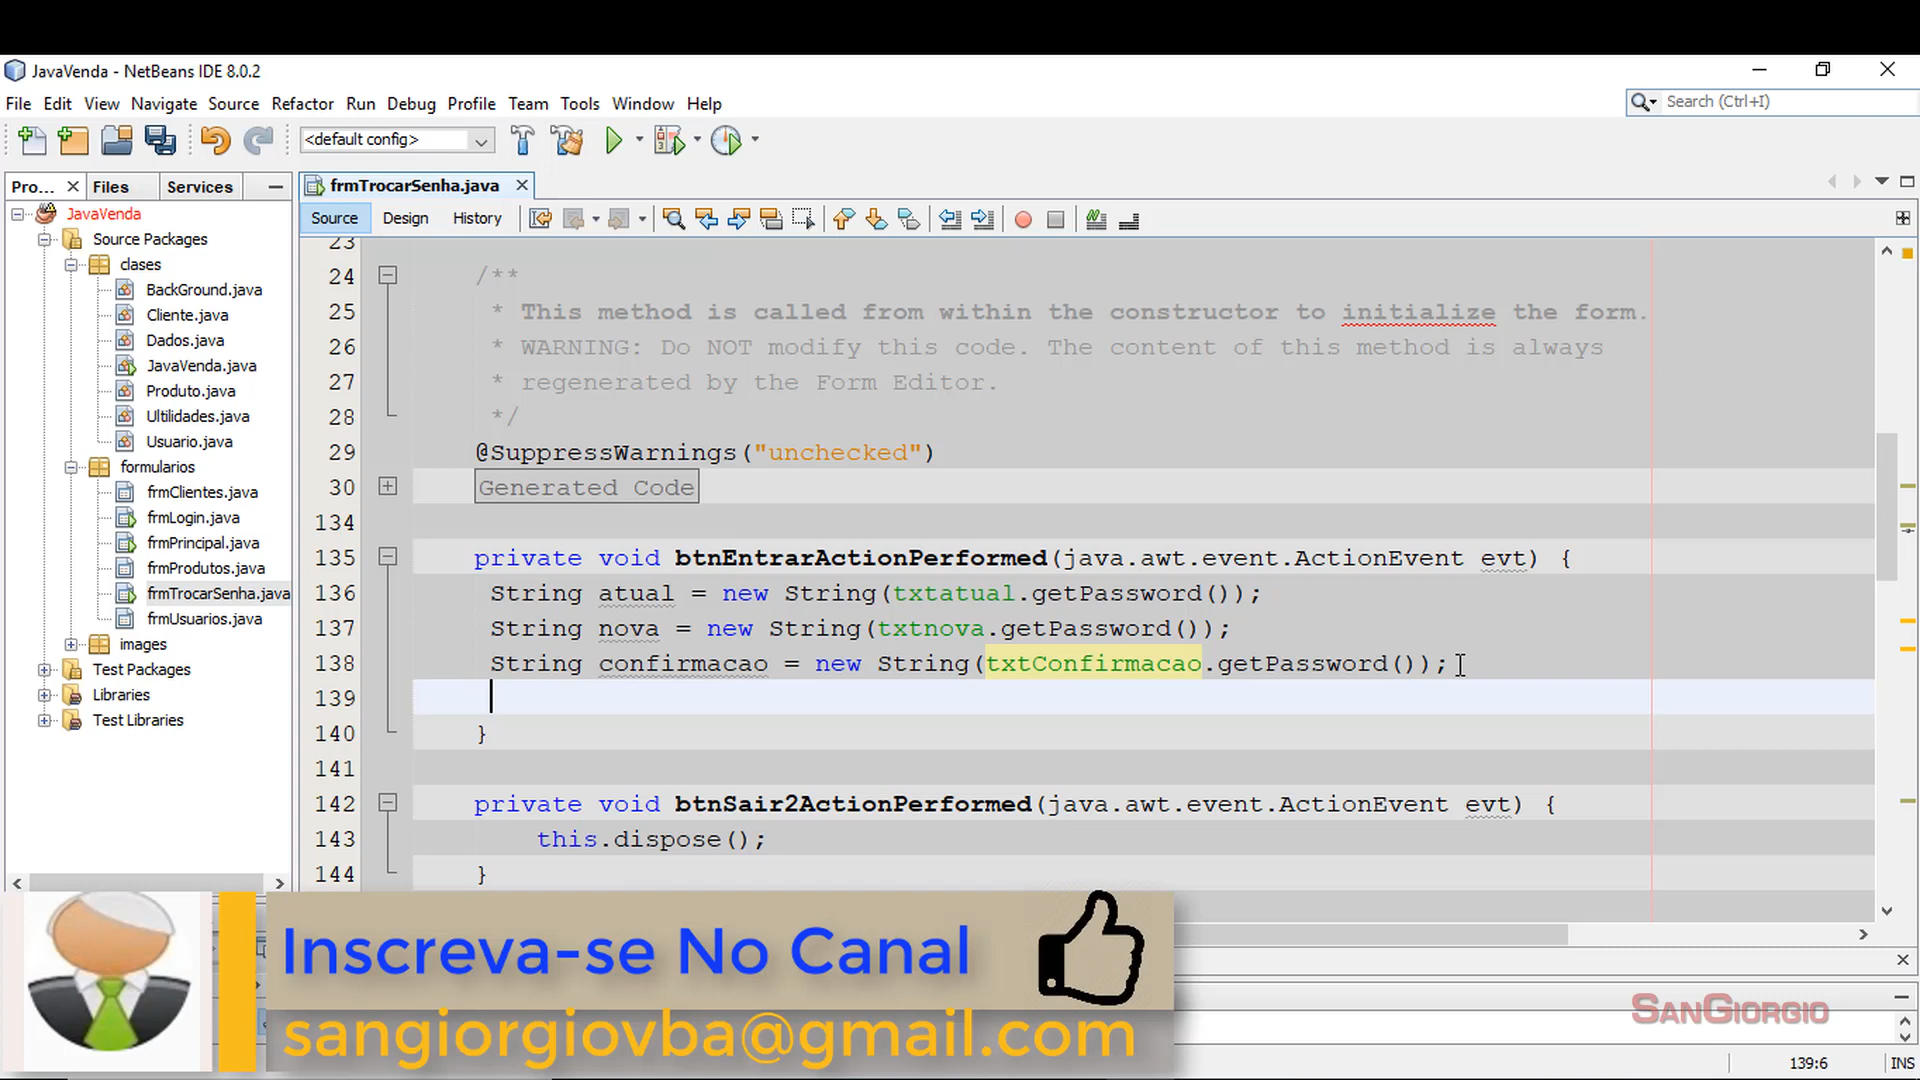 JavaVenda - NetBeans IDE 8.0.2
File Edit View Navigate Source Refactor Run Debug Profile Team Tools Window Help
Search (Ctrl+I)
<default config>
Pro... Files Services
frmTrocarSenha.java
Source Design History
JavaVenda
Source Packages
clases
BackGround.java
Cliente.java
Dados.java
JavaVenda.java
Produto.java
Ultilidades.java
Usuario.java
formularios
frmClientes.java
frmLogin.java
frmPrincipal.java
frmProdutos.java
frmTrocarSenha.java
frmUsuarios.java
images
Test Packages
Libraries
Test Libraries
23
24 /**
25 * This method is called from within the constructor to initialize the form.
26 * WARNING: Do NOT modify this code. The content of this method is always
27 * regenerated by the Form Editor.
28 */
29 @SuppressWarnings("unchecked")
30 Generated Code
134
135 private void btnEntrarActionPerformed(java.awt.event.ActionEvent evt) {
136 String atual = new String(txtatual.getPassword());
137 String nova = new String(txtnova.getPassword());
138 String confirmacao = new String(txtConfirmacao.getPassword());
139
140 }
141
142 private void btnSair2ActionPerformed(java.awt.event.ActionEvent evt) {
143 this.dispose();
144 }
Inscreva-se No Canal
sangiorgiovba@gmail.com
SANGIORGIO
139:6 INS